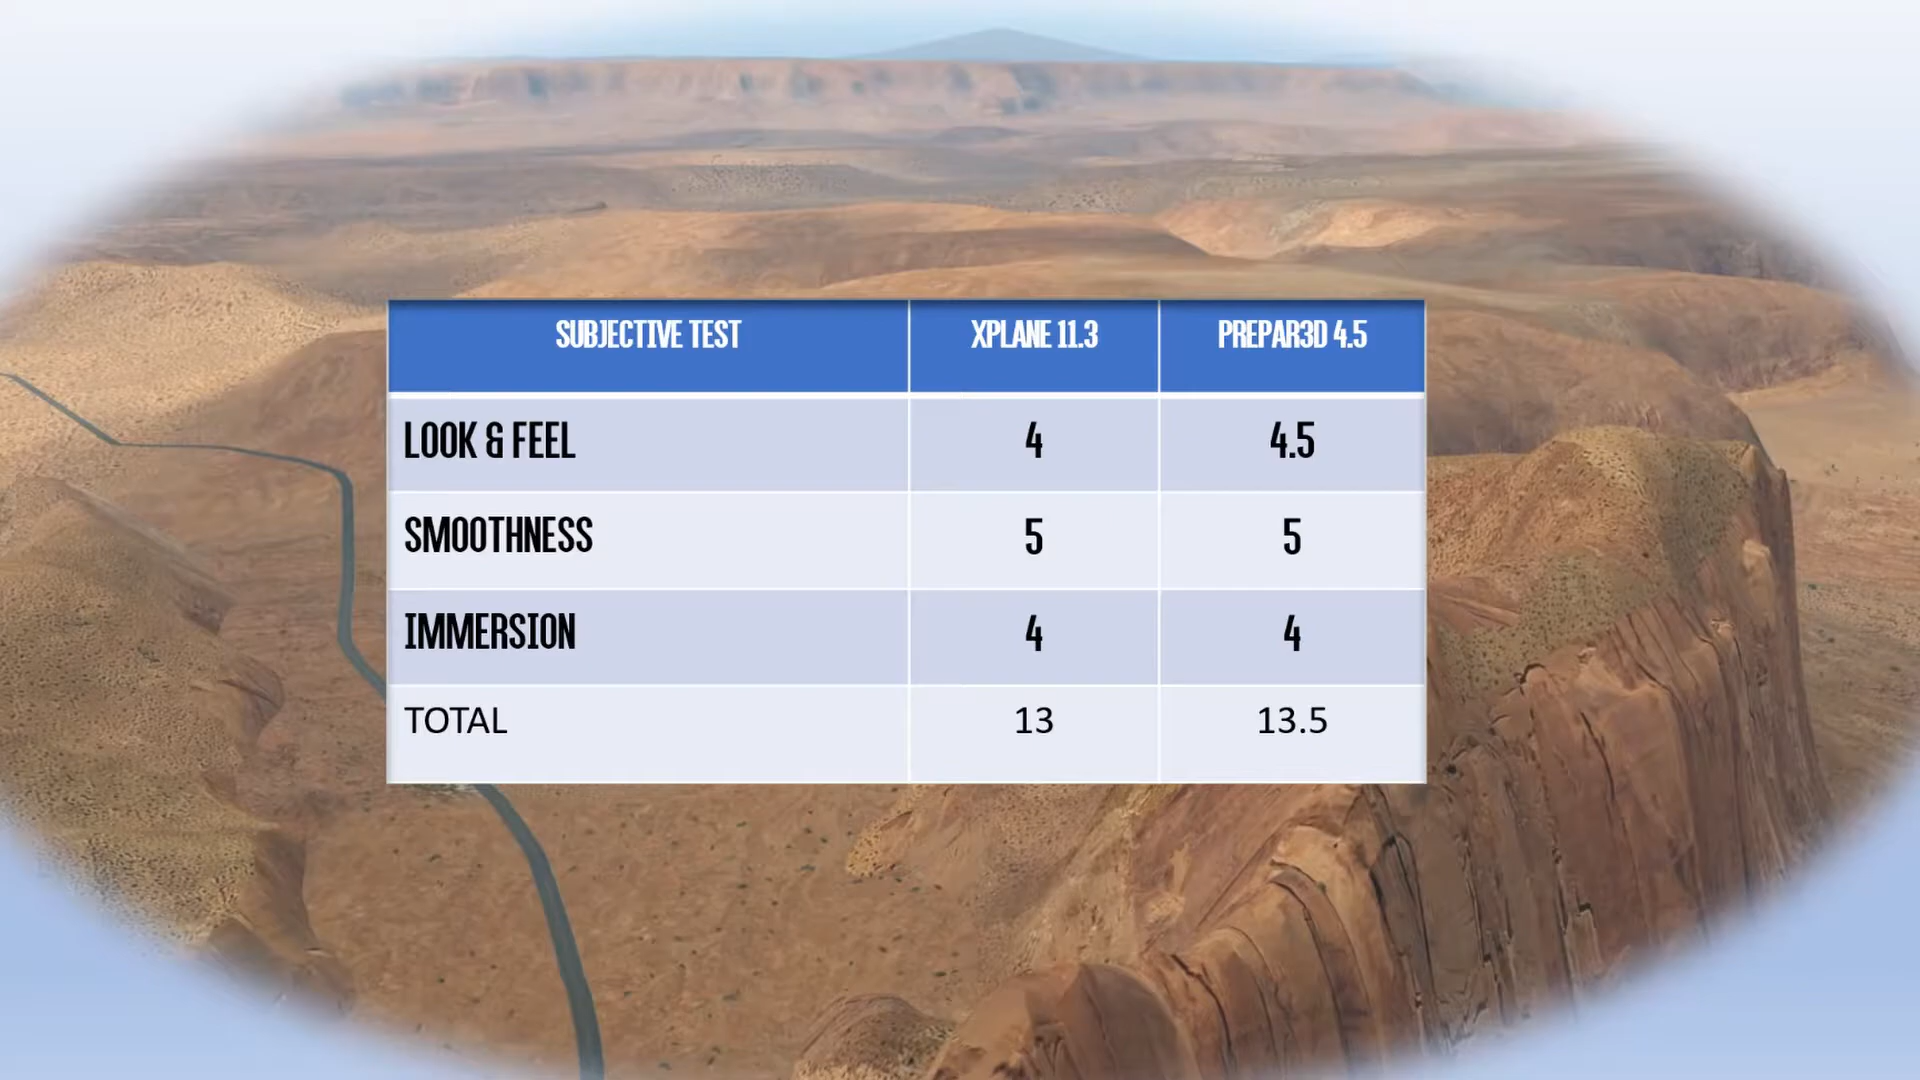 SUBJECTIVE TEST XPLANE 11.3 PREPAR3D 4.5
LOOK & FEEL 4 4.5
SMOOTHNESS 5 5
IMMERSION 4 4
TOTAL 13 13.5